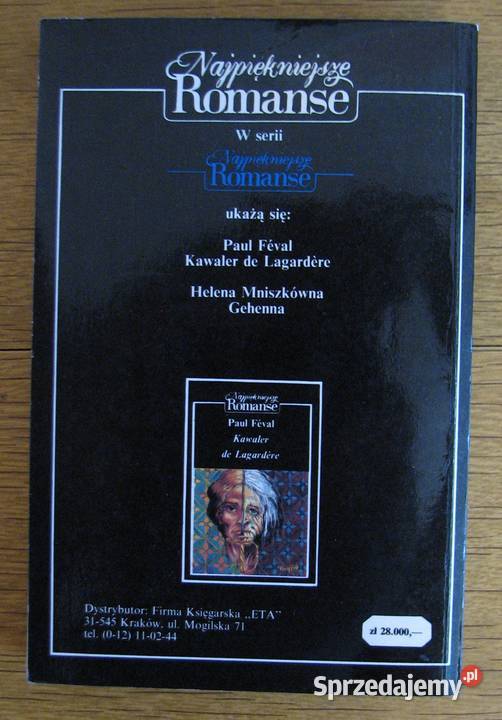 Najpiękniejsze
Romanse
W serii
Najpiękniejsze
Romanse
ukażą się:
Paul Féval
Kawaler de Lagardère
Helena Mniszkówna
Gehenna
Najpiękniejsze
Romanse
Paul Féval
Kawaler
de Lagardère
Dystrybutor: Firma Księgarska „ETA”
31-545 Kraków, ul. Mogilska 71
tel. (0-12) 11-02-44
zł 28.000,—
Sprzedajemy.pl